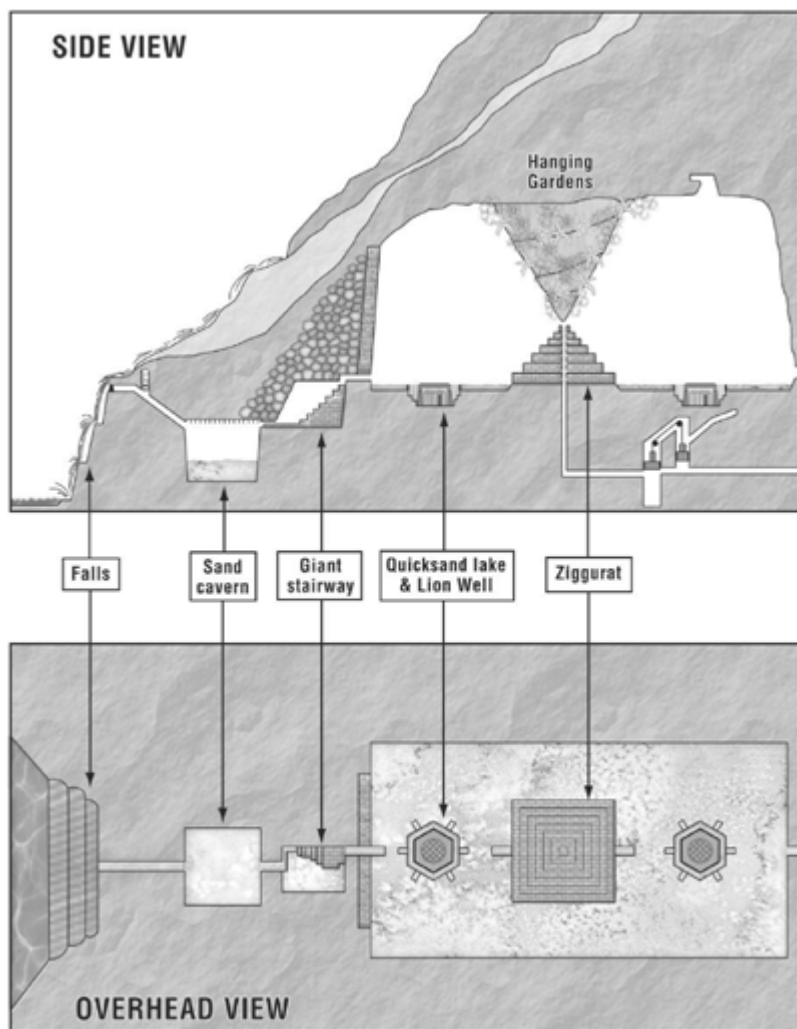 SIDE VIEW
Hanging
Gardens
Falls
Sand
cavern
Giant
stairway
Quicksand lake
& Lion Well
Ziggurat
OVERHEAD VIEW